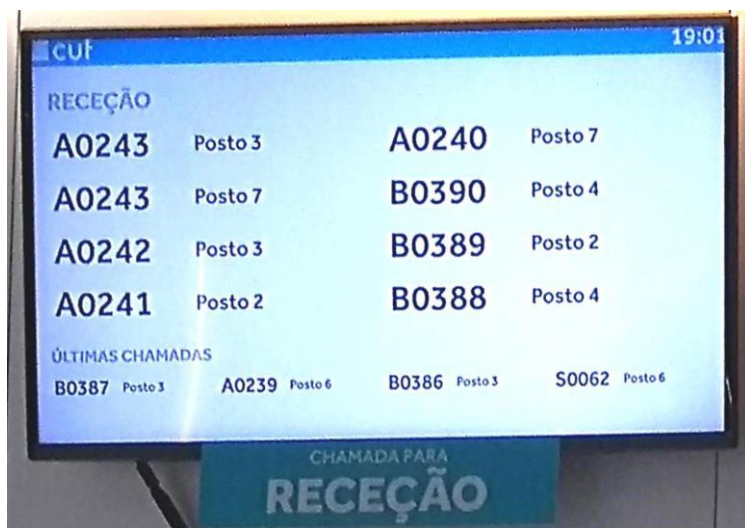 cuf 19:01
RECEÇÃO
A0243 Posto 3 A0240 Posto 7
A0243 Posto 7 B0390 Posto 4
A0242 Posto 3 B0389 Posto 2
A0241 Posto 2 B0388 Posto 4
ÚLTIMAS CHAMADAS
B0387 Posto 3 A0239 Posto 6 B0386 Posto 3 S0062 Posto 6
CHAMADA PARA
RECEÇÃO